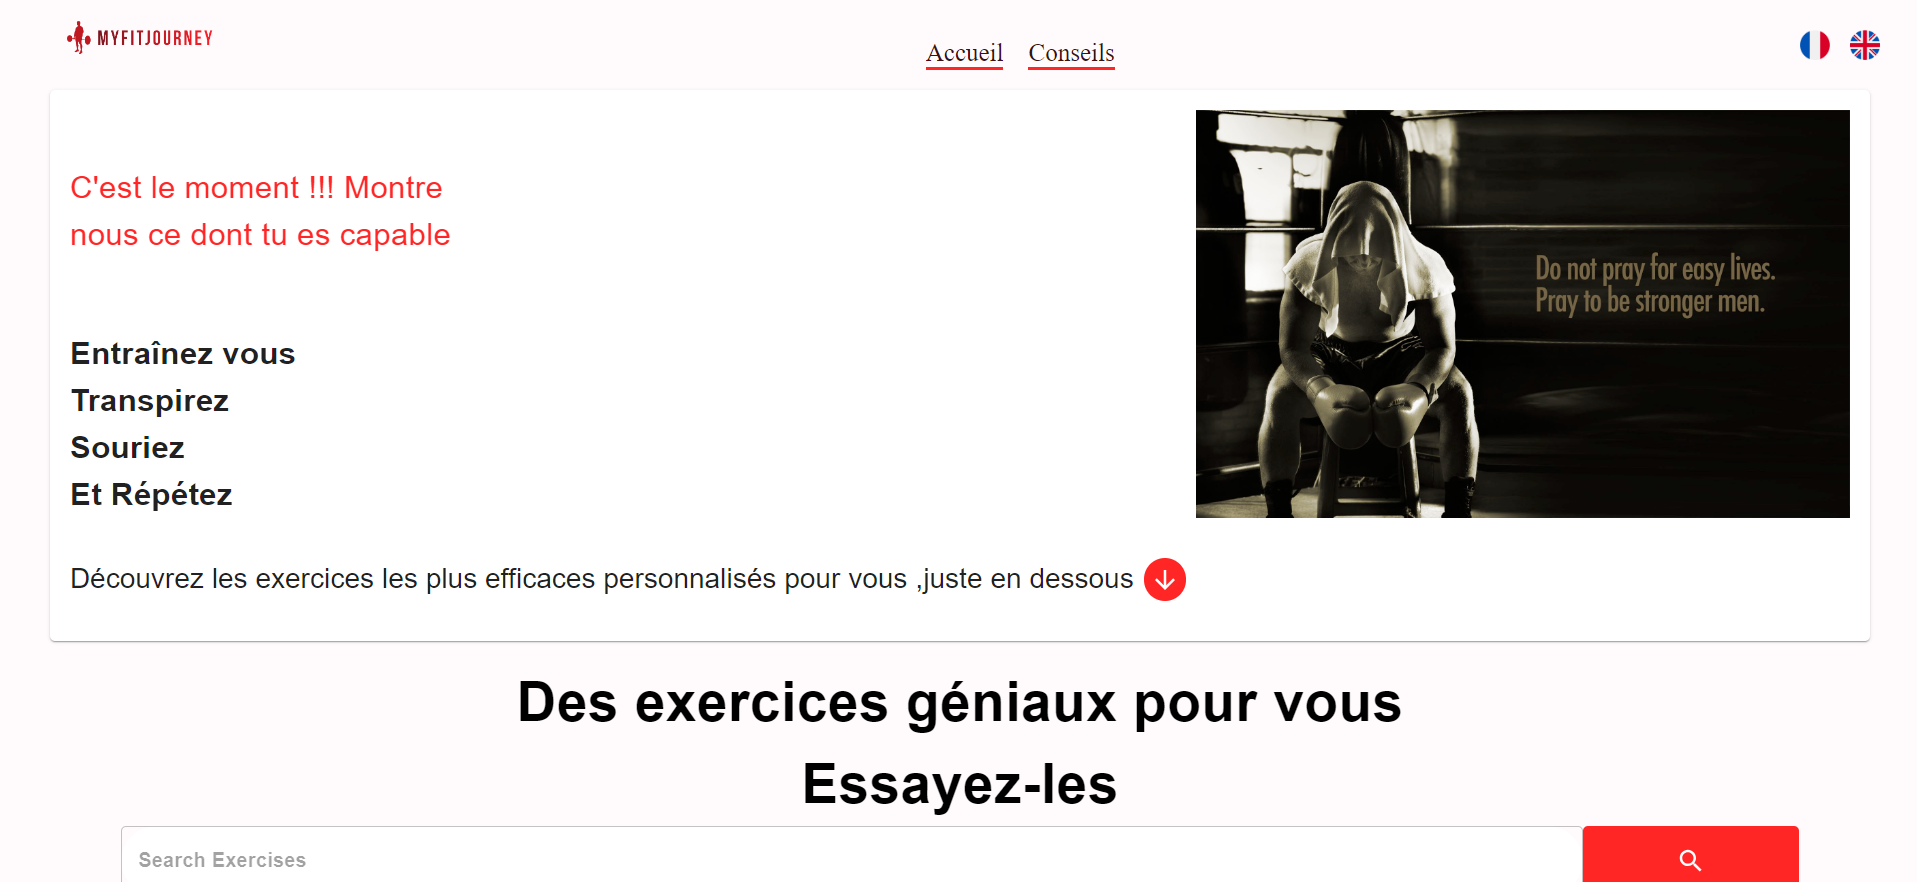 MYFITJOURNEY
Accueil Conseils
C'est le moment !!! Montre
nous ce dont tu es capable
Entraînez vous
Transpirez
Souriez
Et Répétez
Do not pray for easy lives.
Pray to be stronger men.
Découvrez les exercices les plus efficaces personnalisés pour vous ,juste en dessous
Des exercices géniaux pour vous
Essayez-les
Search Exercises